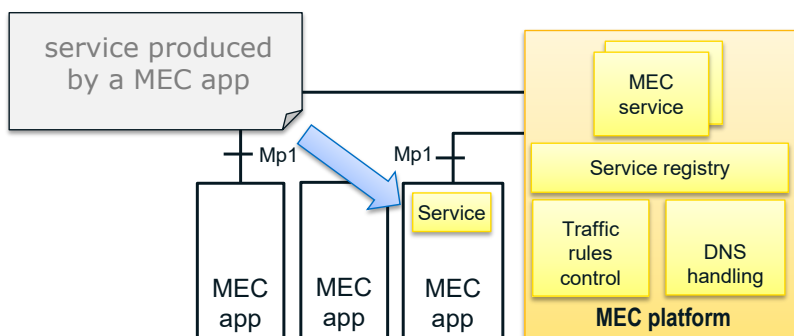 service produced
by a MEC app
MEC
service
Mp1
Mp1
Service registry
Service
Traffic
rules
control
DNS
handling
MEC
app
MEC
app
MEC
app
MEC platform